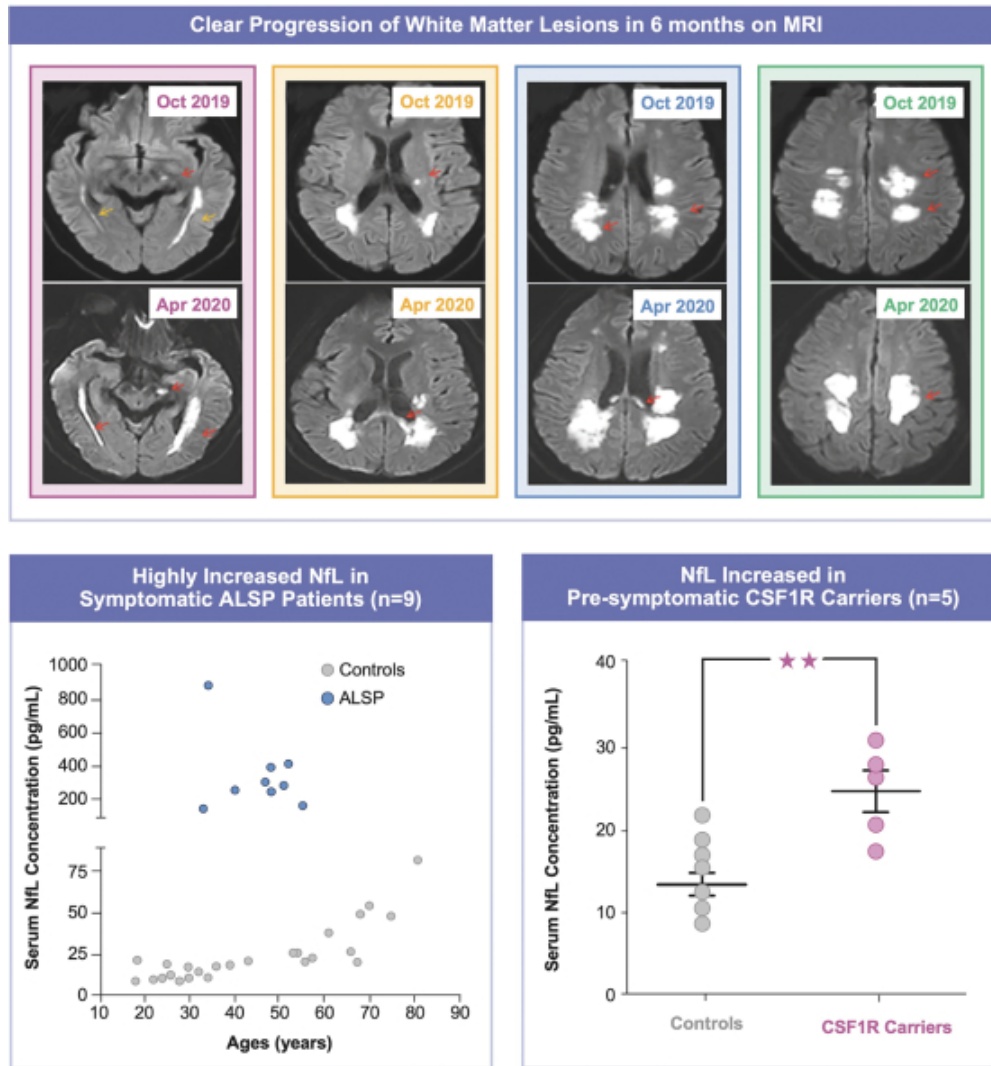 Clear Progression of White Matter Lesions in 6 months on MRI
Oct 2019
Oct 2019
Oct 2019
Oct 2019
Apr 2020
Apr 2020
Apr 2020
Apr 2020
Highly Increased NfL in
Symptomatic ALSP Patients (n=9)
Serum NfL Concentration (pg/mL)
1000
800
600
400
200
75
50
25
0
Controls
ALSP
10 20 30 40 50 60 70 80 90
Ages (years)
NfL Increased in
Pre-symptomatic CSF1R Carriers (n=5)
Serum NfL Concentration (pg/mL)
40
30
20
10
0
Controls
CSF1R Carriers